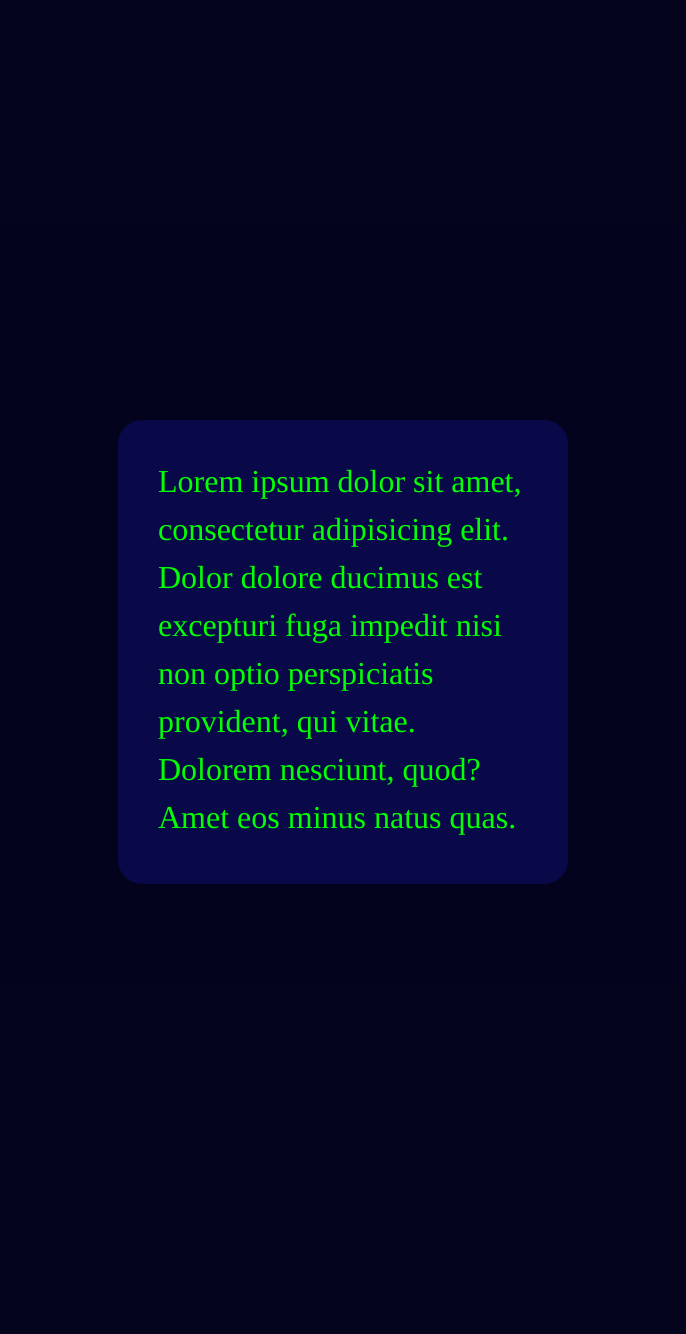 Lorem ipsum dolor sit amet,
consectetur adipisicing elit.
Dolor dolore ducimus est
excepturi fuga impedit nisi
non optio perspiciatis
provident, qui vitae.
Dolorem nesciunt, quod?
Amet eos minus natus quas.